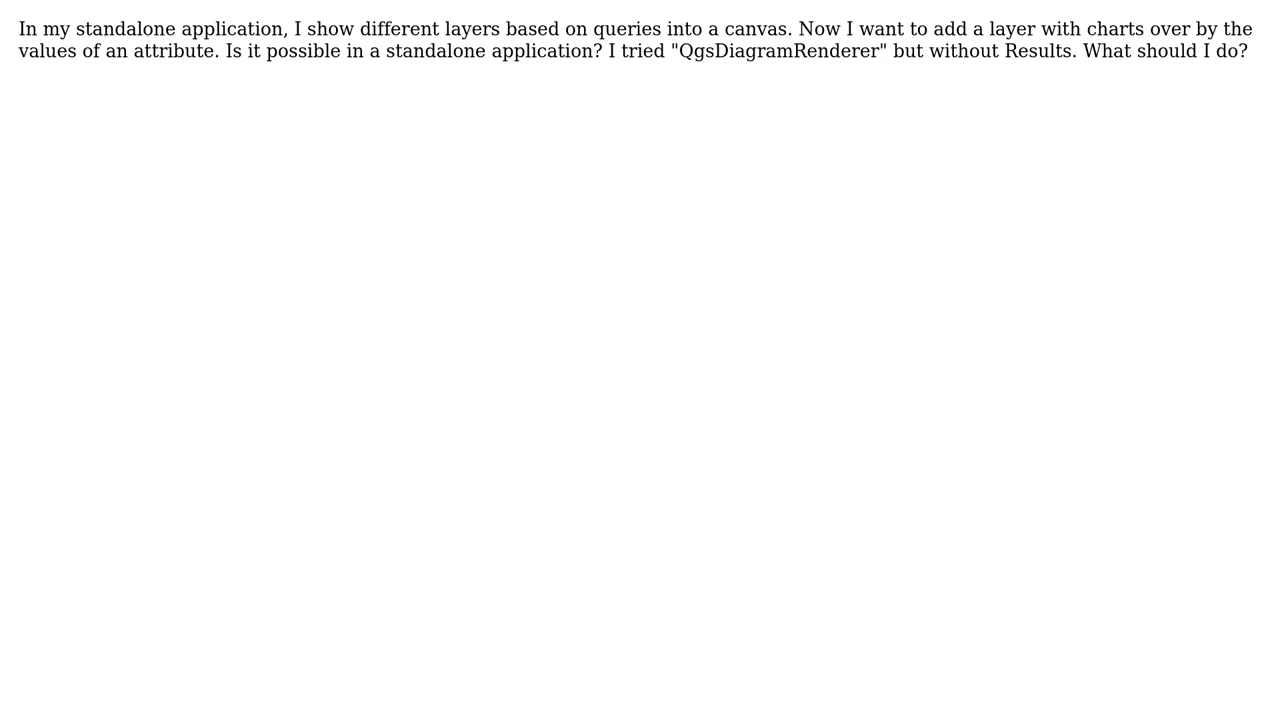 In my standalone application, I show different layers based on queries into a canvas. Now I want to add a layer with charts over by the
values of an attribute. Is it possible in a standalone application? I tried "QgsDiagramRenderer" but without Results. What should I do?